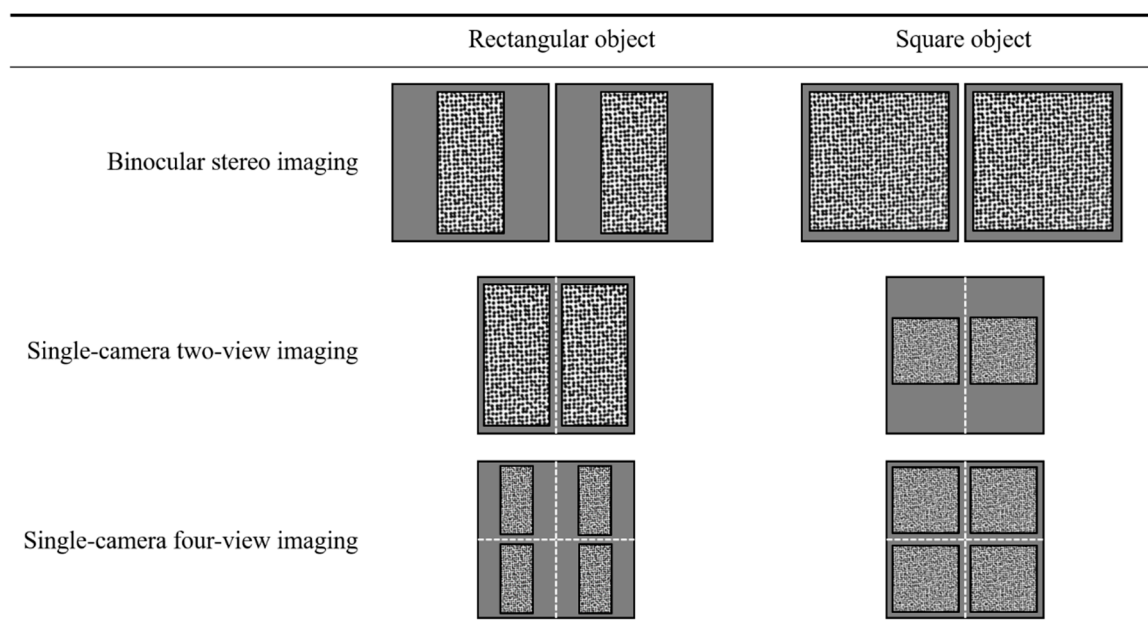 Rectangular object Square object
Binocular stereo imaging
Single-camera two-view imaging
Single-camera four-view imaging